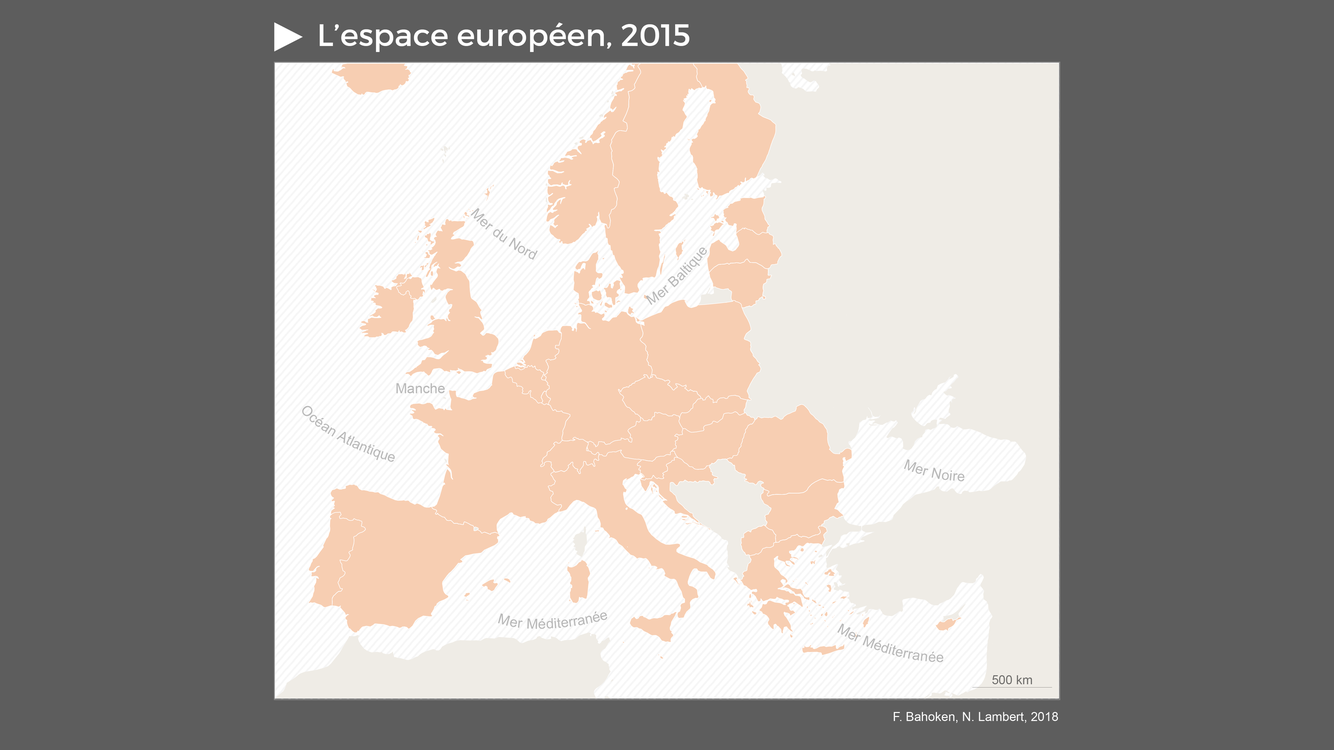 L’espace européen, 2015
Mer du Nord
Mer Baltique
Manche
Océan Atlantique
Mer Noire
Mer Méditerranée
Mer Méditerranée
500 km
F. Bahoken, N. Lambert, 2018